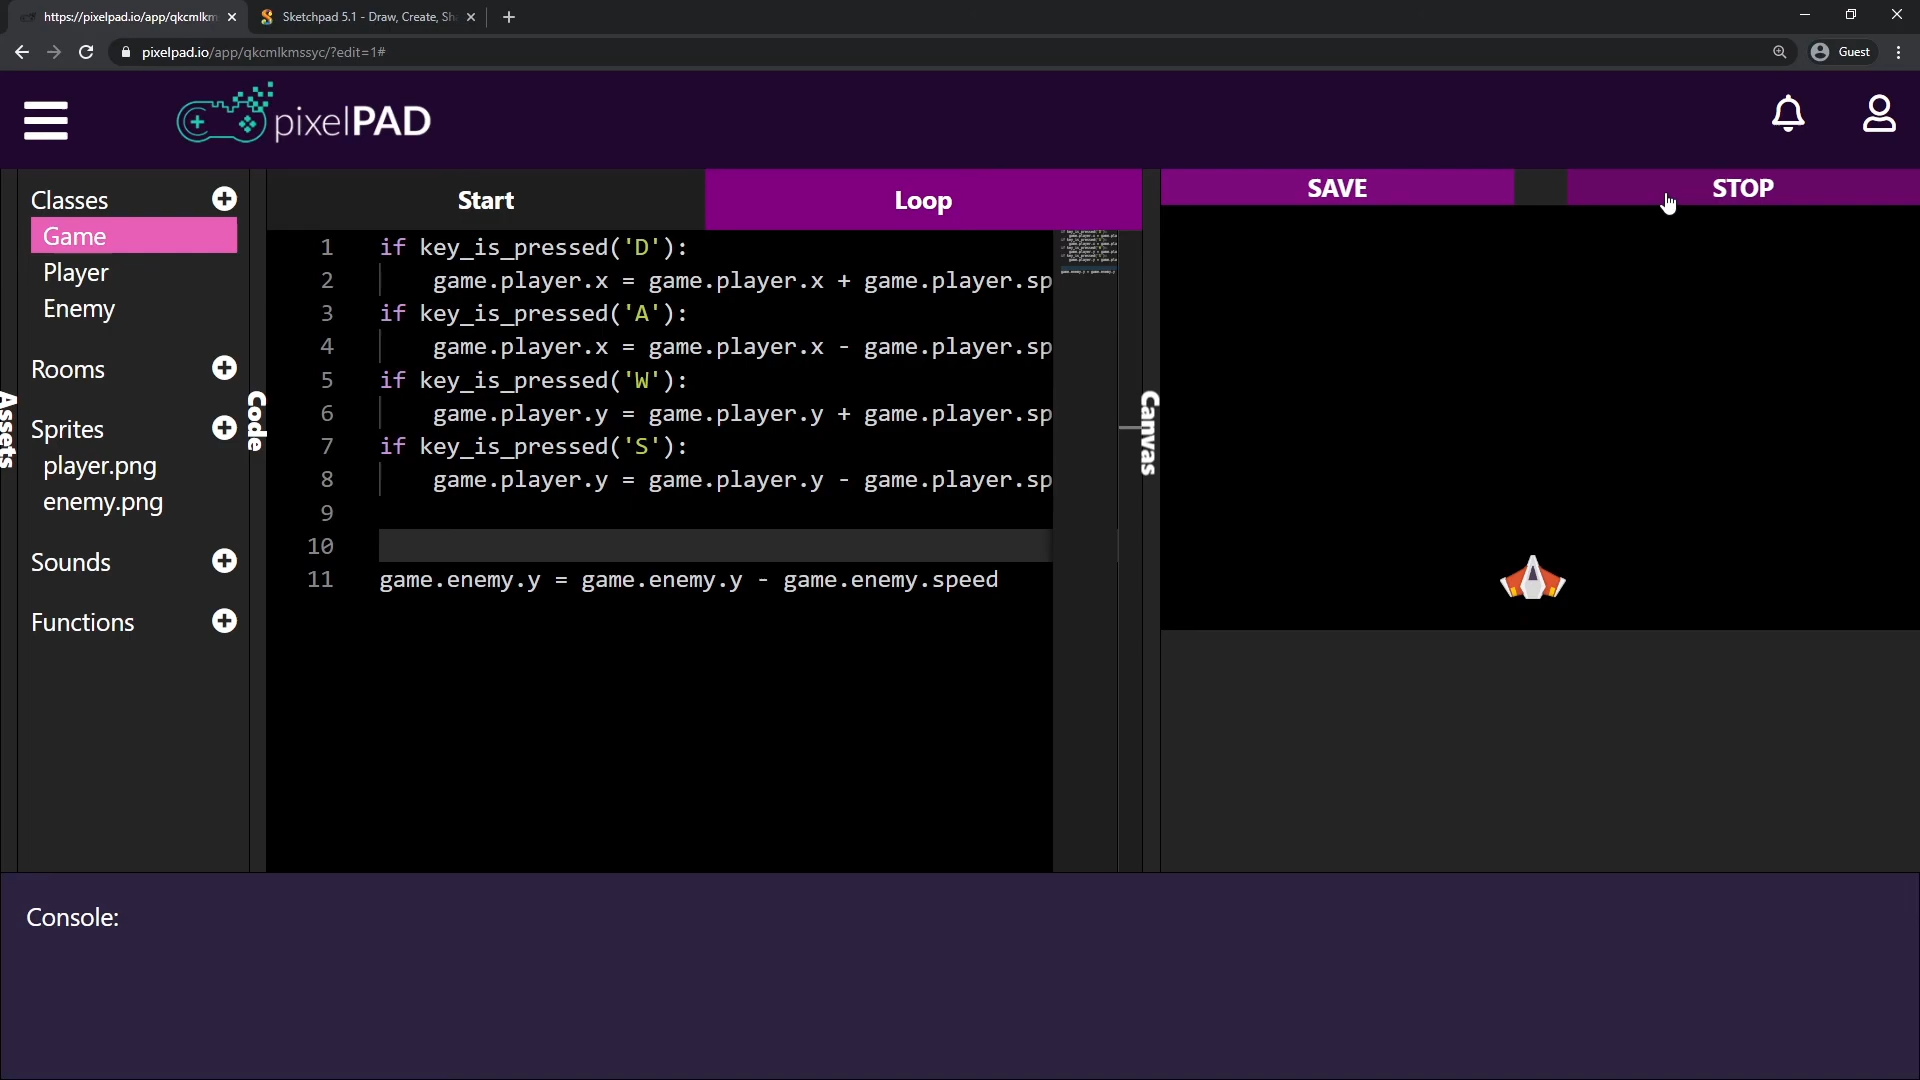 https://pixelpad.io/app/qkcmlkm
Sketchpad 5.1 - Draw, Create, Sh
pixelpad.io/app/qkcmlkmssyc/?edit=1#
Guest
pixelPAD
Classes
Game
Player
Enemy
Rooms
Sprites
player.png
enemy.png
Sounds
Functions
Assets
Code
Start
Loop
1 if key_is_pressed('D'):
2 game.player.x = game.player.x + game.player.sp
3 if key_is_pressed('A'):
4 game.player.x = game.player.x - game.player.sp
5 if key_is_pressed('W'):
6 game.player.y = game.player.y + game.player.sp
7 if key_is_pressed('S'):
8 game.player.y = game.player.y - game.player.sp
9
10
11 game.enemy.y = game.enemy.y - game.enemy.speed
Canvas
SAVE
STOP
Console: